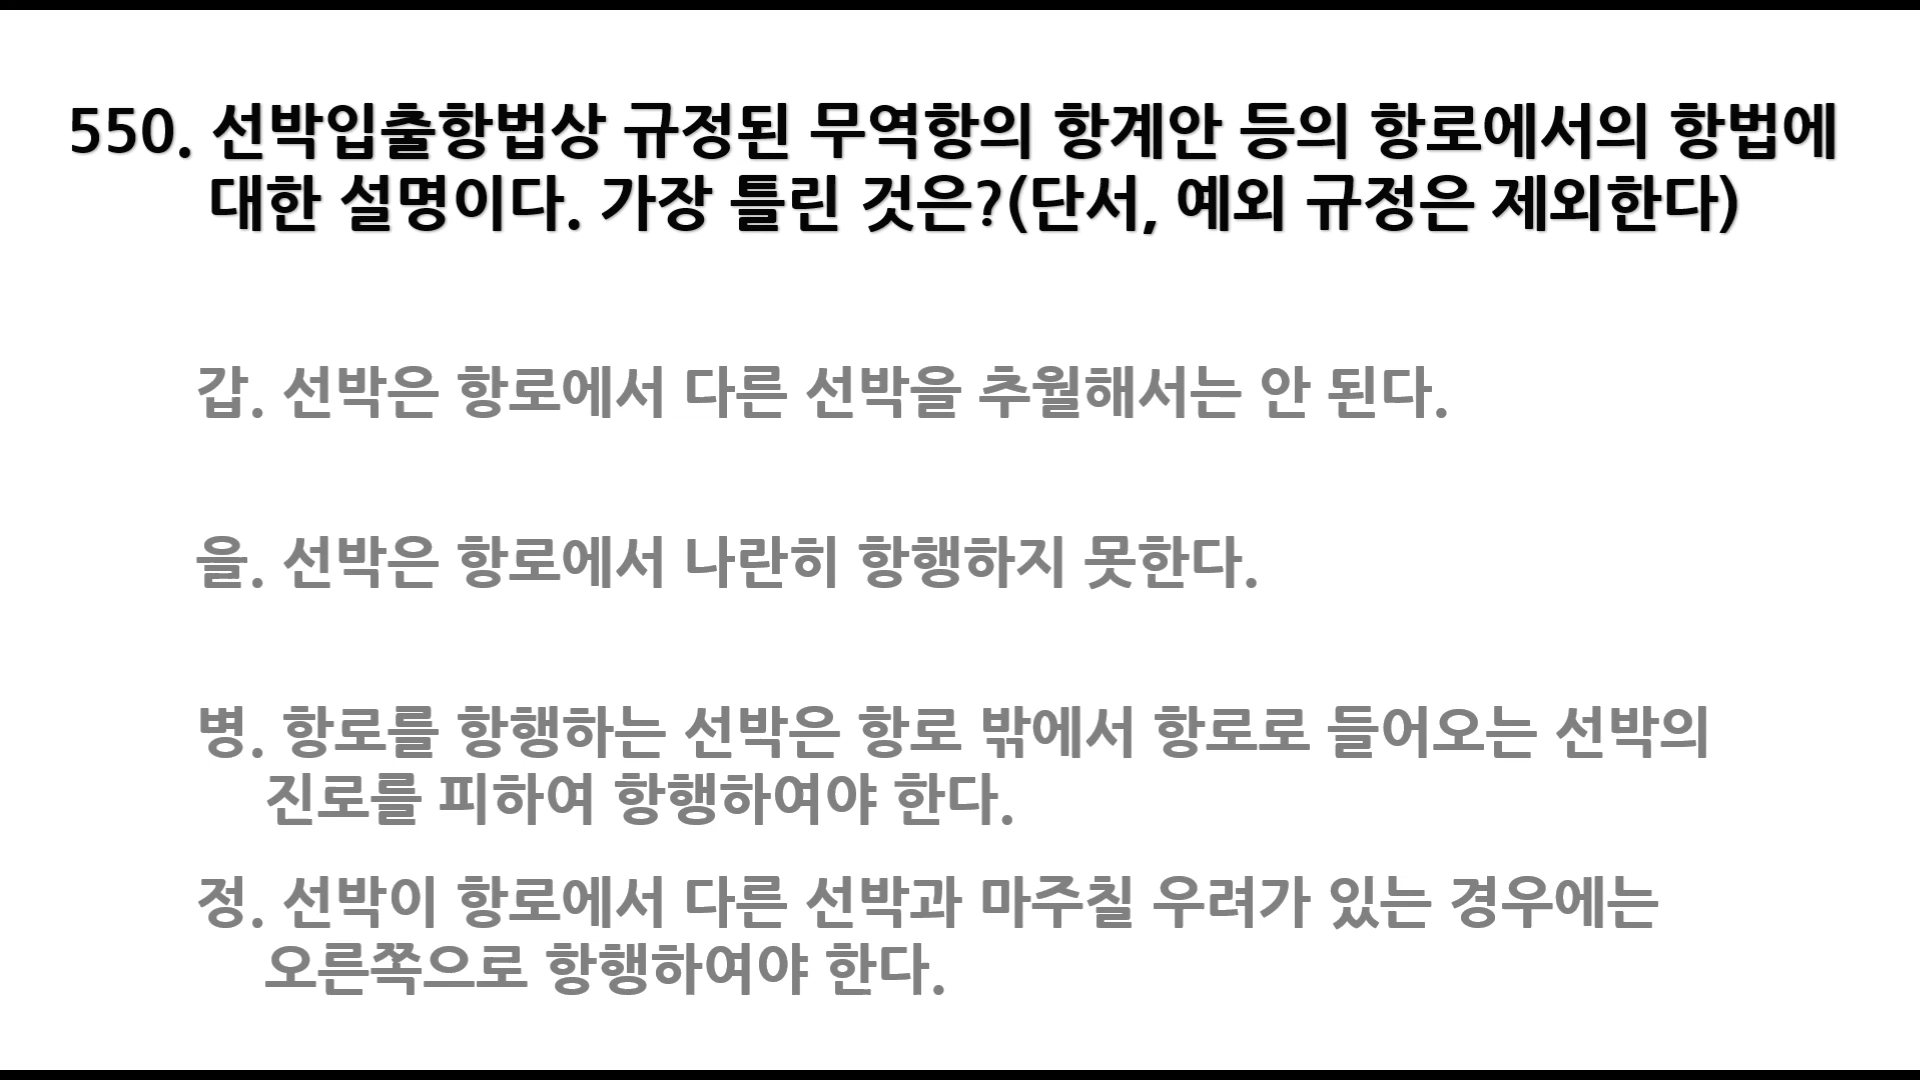 550. 선박입출항법상 규정된 무역항의 항계안 등의 항로에서의 항법에
대한 설명이다. 가장 틀린 것은?(단서, 예외 규정은 제외한다)
갑. 선박은 항로에서 다른 선박을 추월해서는 안 된다.
을. 선박은 항로에서 나란히 항행하지 못한다.
병. 항로를 항행하는 선박은 항로 밖에서 항로로 들어오는 선박의
진로를 피하여 항행하여야 한다.
정. 선박이 항로에서 다른 선박과 마주칠 우려가 있는 경우에는
오른쪽으로 항행하여야 한다.